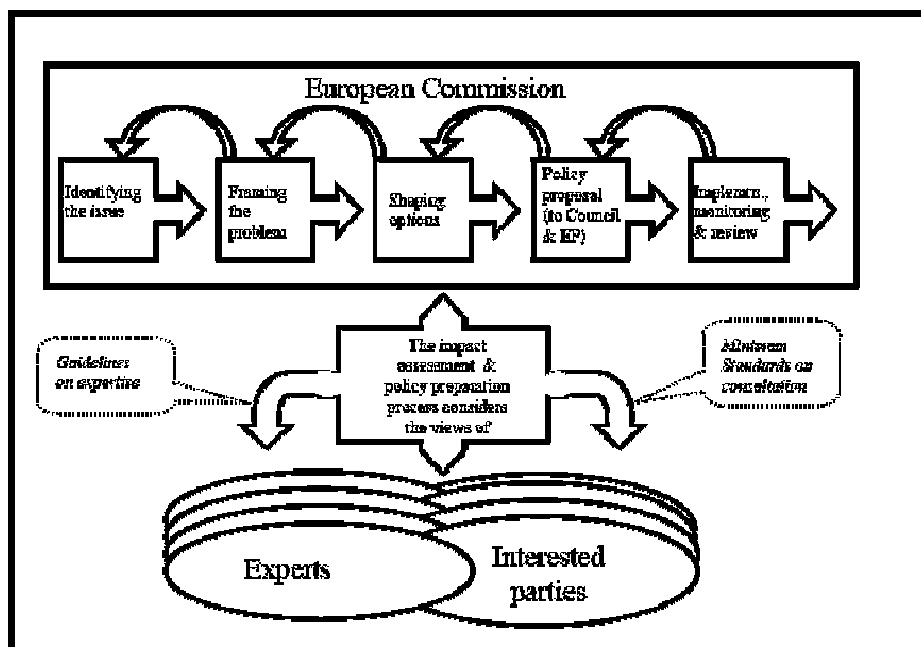 European Commission
Identifying
the issue
Framing
the
problem
Shaping
options
Policy
proposal
(to Council
& EP)
Implem.,
monitoring
& review
Guidelines
on expertise
The impact
assessment &
policy preparation
process considers
the views of
Minimum
Standards on
consultation
Experts
Interested
parties